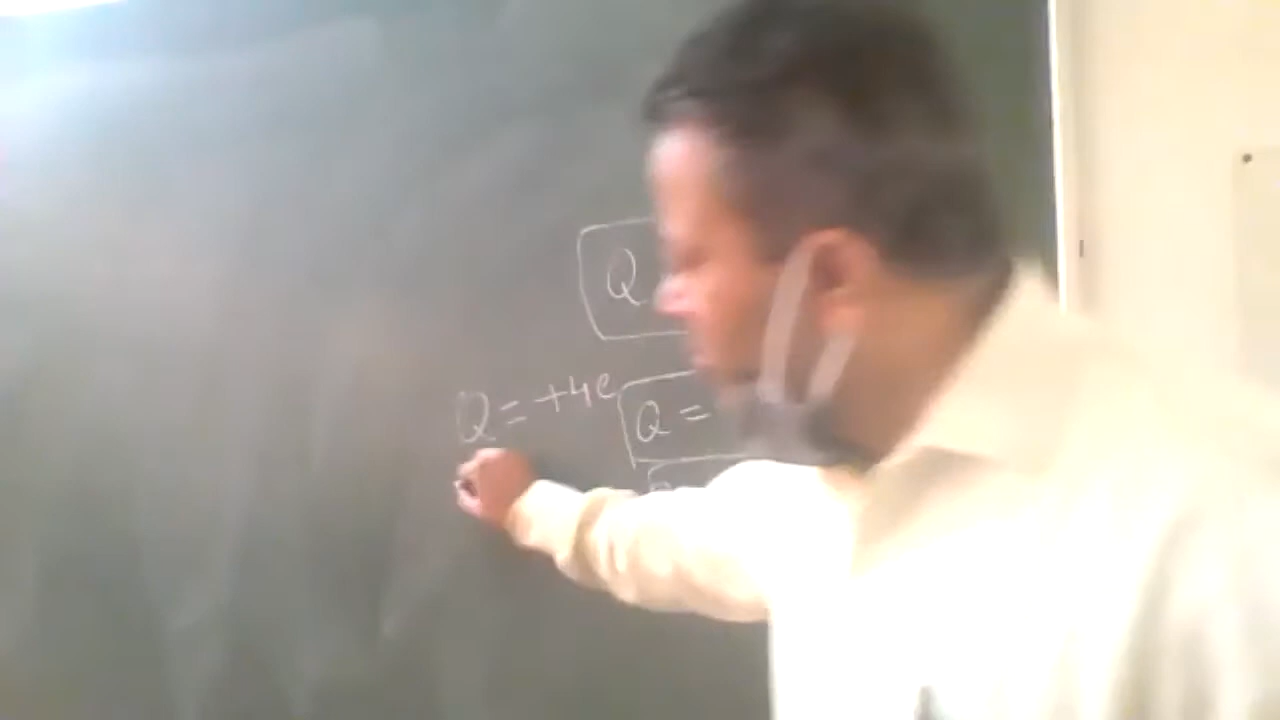 Q
Q = +4e
Q =